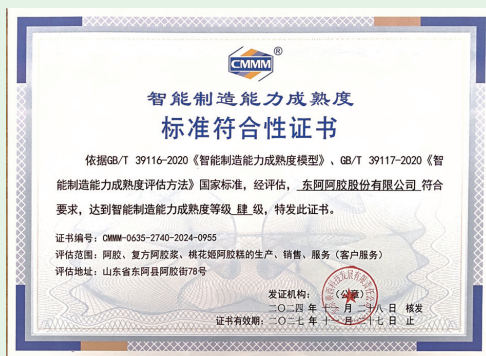 CMMM®
智能制造能力成熟度
标准符合性证书
依据GB/T 39116-2020《智能制造能力成熟度模型》、GB/T 39117-2020《智
能制造能力成熟度评估方法》国家标准，经评估，东阿阿胶股份有限公司 符合
要求，达到智能制造能力成熟度等级 肆 级，特发此证书。
证书编号：CMMM-0635-2740-2024-0955
评估范围：阿胶、复方阿胶浆、桃花姬阿胶糕的生产、销售、服务（客户服务）
评估地址：山东省东阿县阿胶街78号
发证机构：（公章）
二〇二四年十 月二十八日 核发
证书有效期：二〇二七年十 月二十七日 止